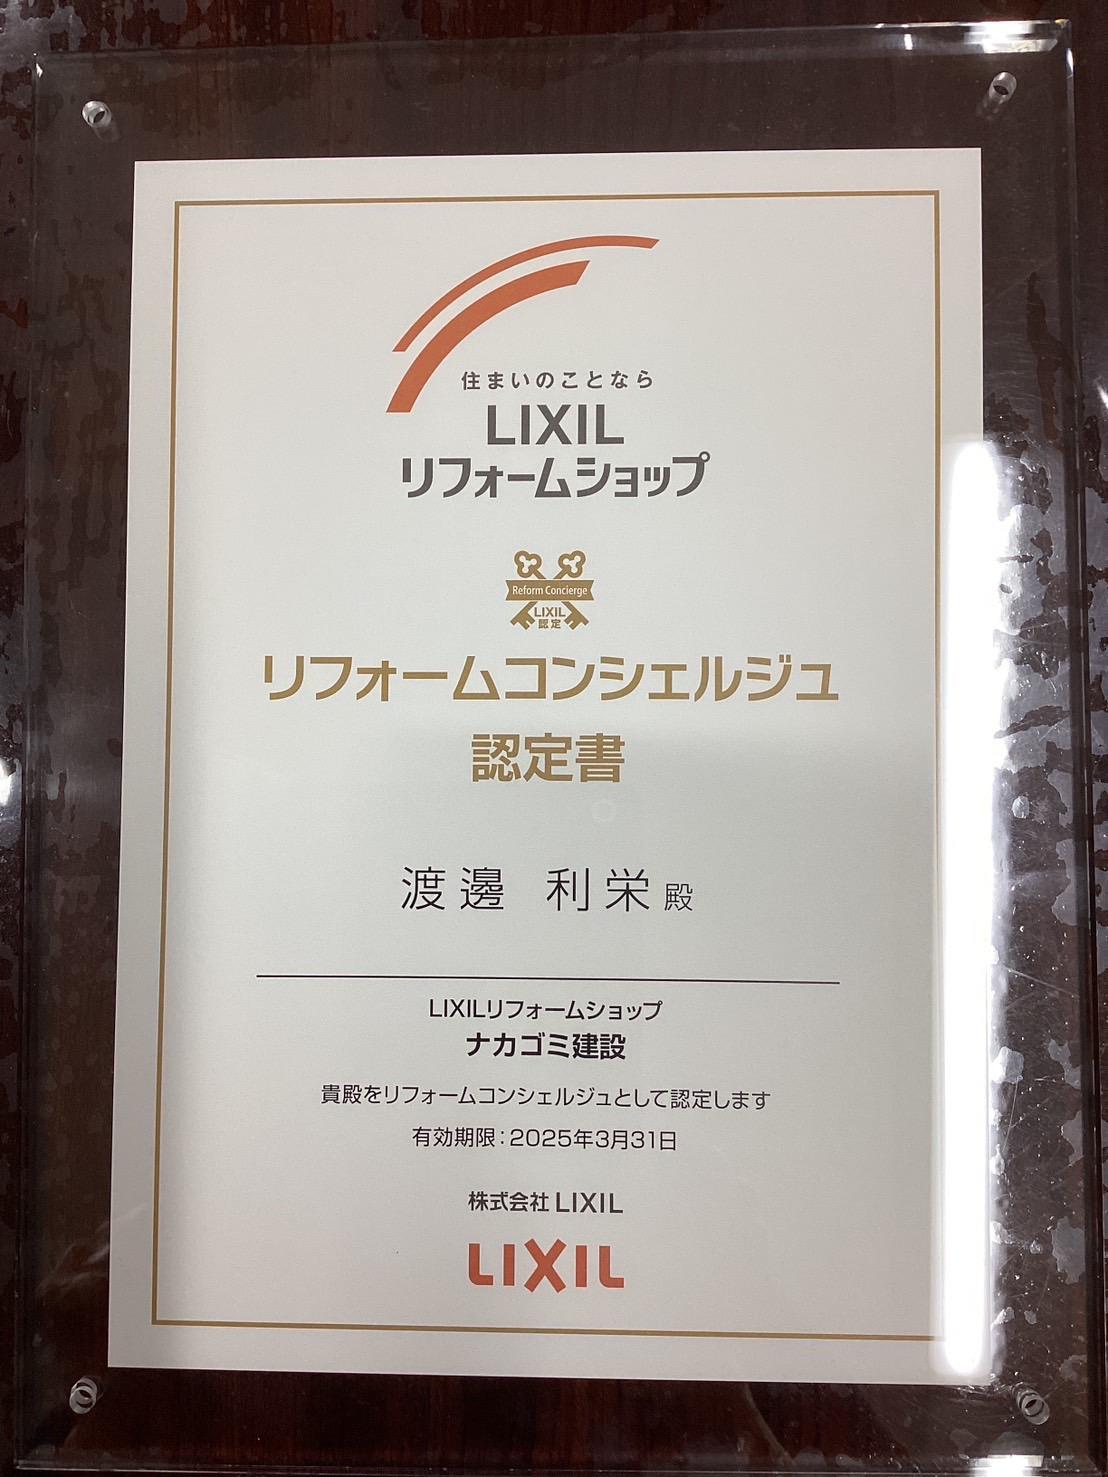 住まいのことなら
LIXIL
リフォームショップ
Reform Concierge
LIXIL
認定
リフォームコンシェルジュ
認定書
渡邊 利栄 殿
LIXILリフォームショップ
ナカゴミ建設
貴殿をリフォームコンシェルジュとして認定します
有効期限：2025年3月31日
株式会社 LIXIL
LIXIL